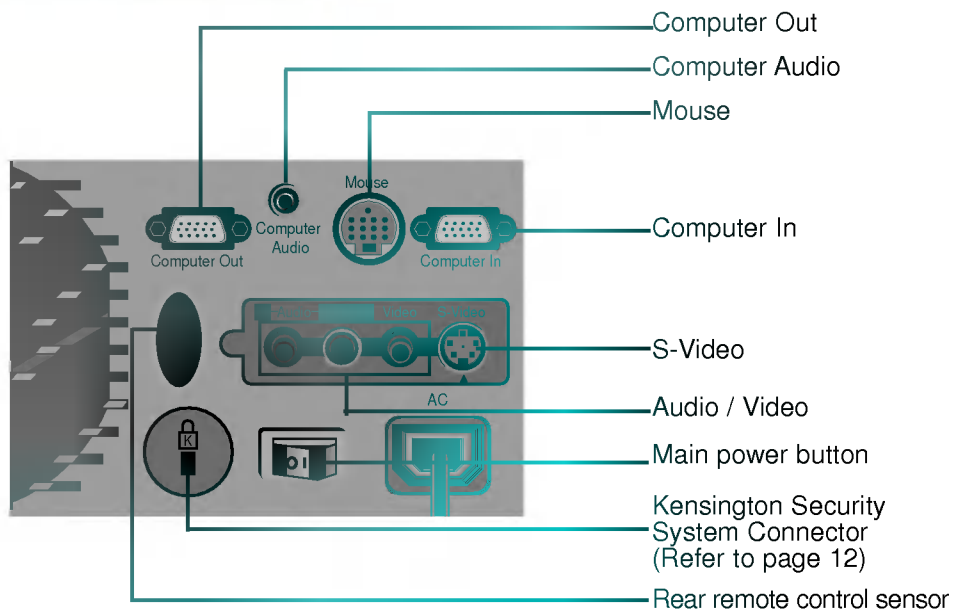 Computer Out
Computer Audio
Mouse
Mouse
Computer
Audio
Computer Out
Computer In
Computer In
Audio
Video
S-Video
S-Video
AC
Audio / Video
K
O I
Main power button
Kensington Security
System Connector
(Refer to page 12)
Rear remote control sensor